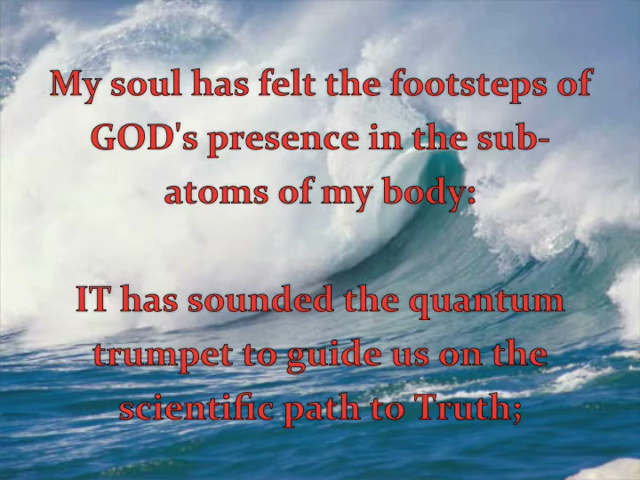 My soul has felt the footsteps of
GOD's presence in the sub-
atoms of my body:
IT has sounded the quantum
trumpet to guide us on the
scientific path to Truth;